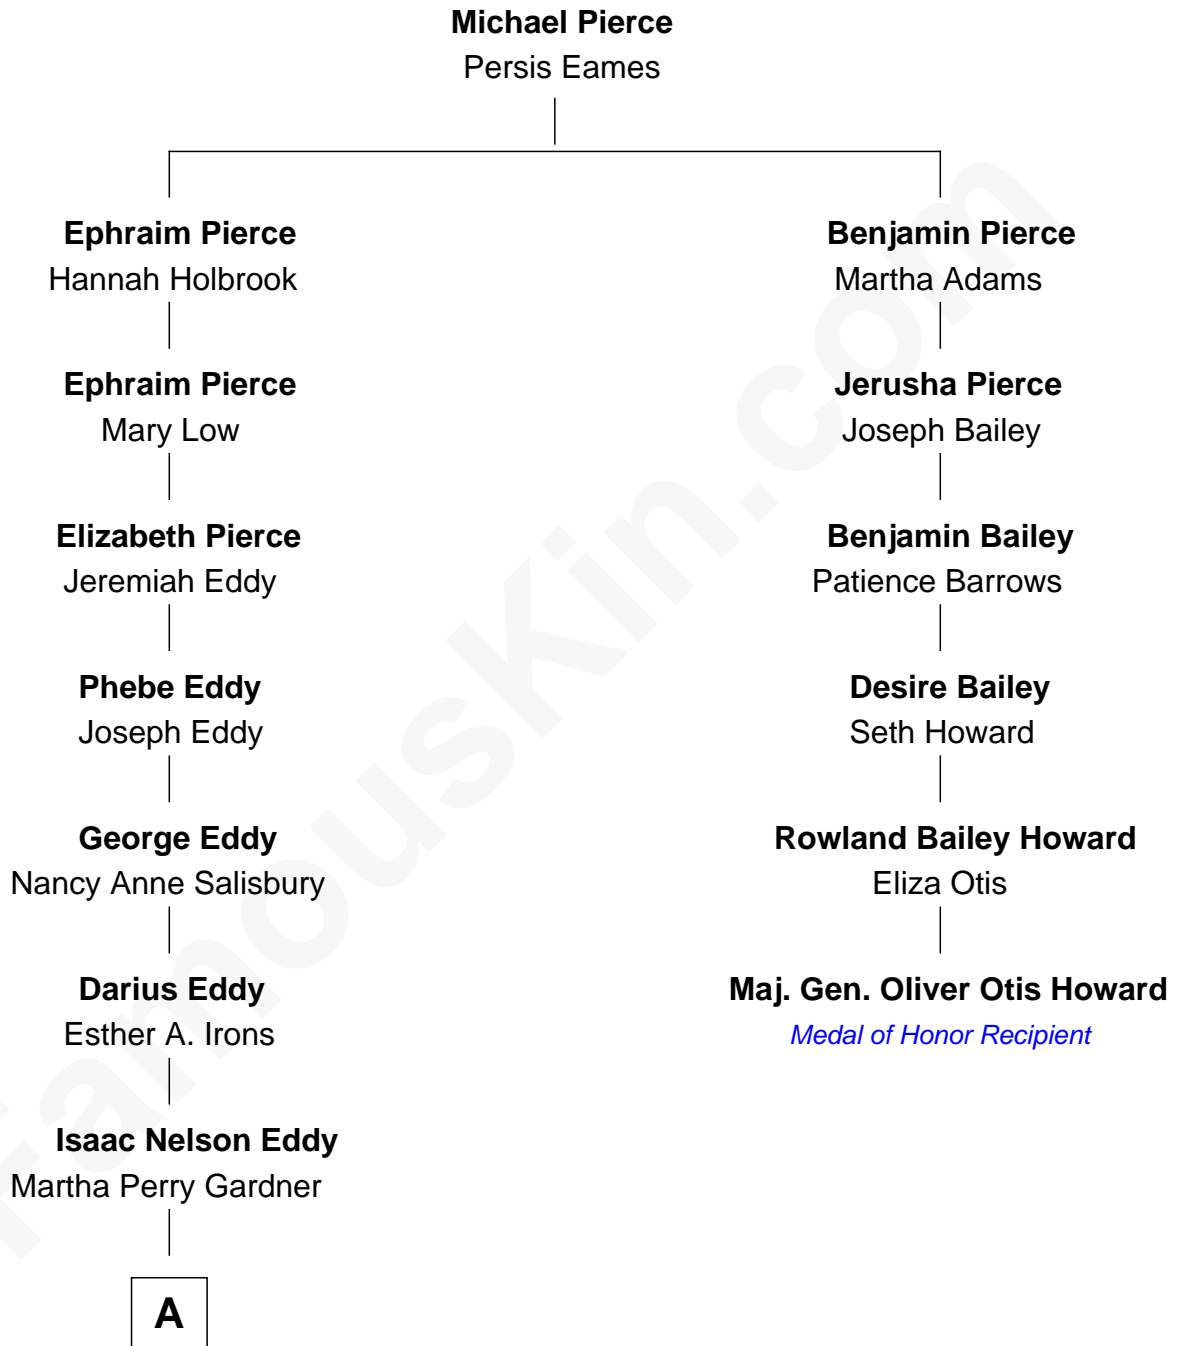 Michael Pierce
Persis Eames
Ephraim Pierce
Hannah Holbrook
Benjamin Pierce
Martha Adams
Ephraim Pierce
Mary Low
Jerusha Pierce
Joseph Bailey
Elizabeth Pierce
Jeremiah Eddy
Benjamin Bailey
Patience Barrows
Phebe Eddy
Joseph Eddy
Desire Bailey
Seth Howard
George Eddy
Nancy Anne Salisbury
Rowland Bailey Howard
Eliza Otis
Darius Eddy
Esther A. Irons
Maj. Gen. Oliver Otis Howard
Medal of Honor Recipient
Isaac Nelson Eddy
Martha Perry Gardner
A
FamousKin.com